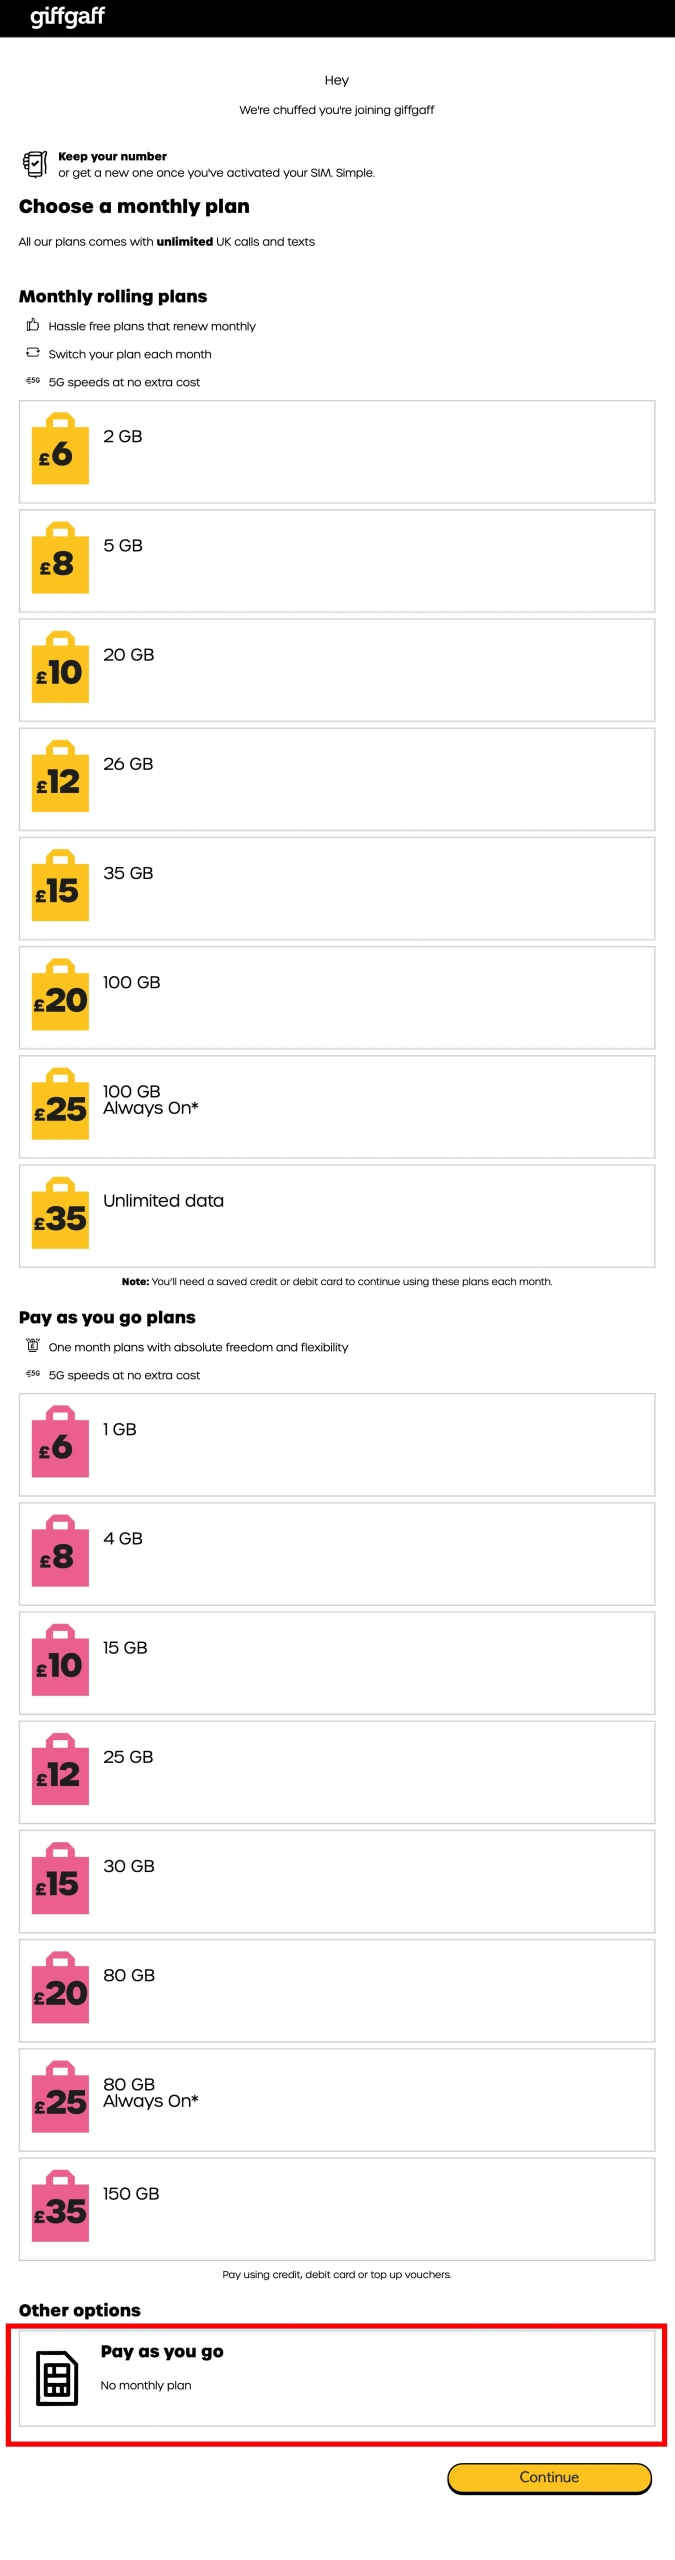 giffgaff
Hey
We're chuffed you're joining giffgaff
Keep your number
or get a new one once you've activated your SIM. Simple.
Choose a monthly plan
All our plans comes with unlimited UK calls and texts
Monthly rolling plans
Hassle free plans that renew monthly
Switch your plan each month
5G 5G speeds at no extra cost
£6 2 GB
£8 5 GB
£10 20 GB
£12 26 GB
£15 35 GB
£20 100 GB
£25 100 GB
Always On*
£35 Unlimited data
Note: You'll need a saved credit or debit card to continue using these plans each month.
Pay as you go plans
One month plans with absolute freedom and flexibility
5G 5G speeds at no extra cost
£6 1 GB
£8 4 GB
£10 15 GB
£12 25 GB
£15 30 GB
£20 80 GB
£25 80 GB
Always On*
£35 150 GB
Pay using credit, debit card or top up vouchers.
Other options
Pay as you go
No monthly plan
Continue